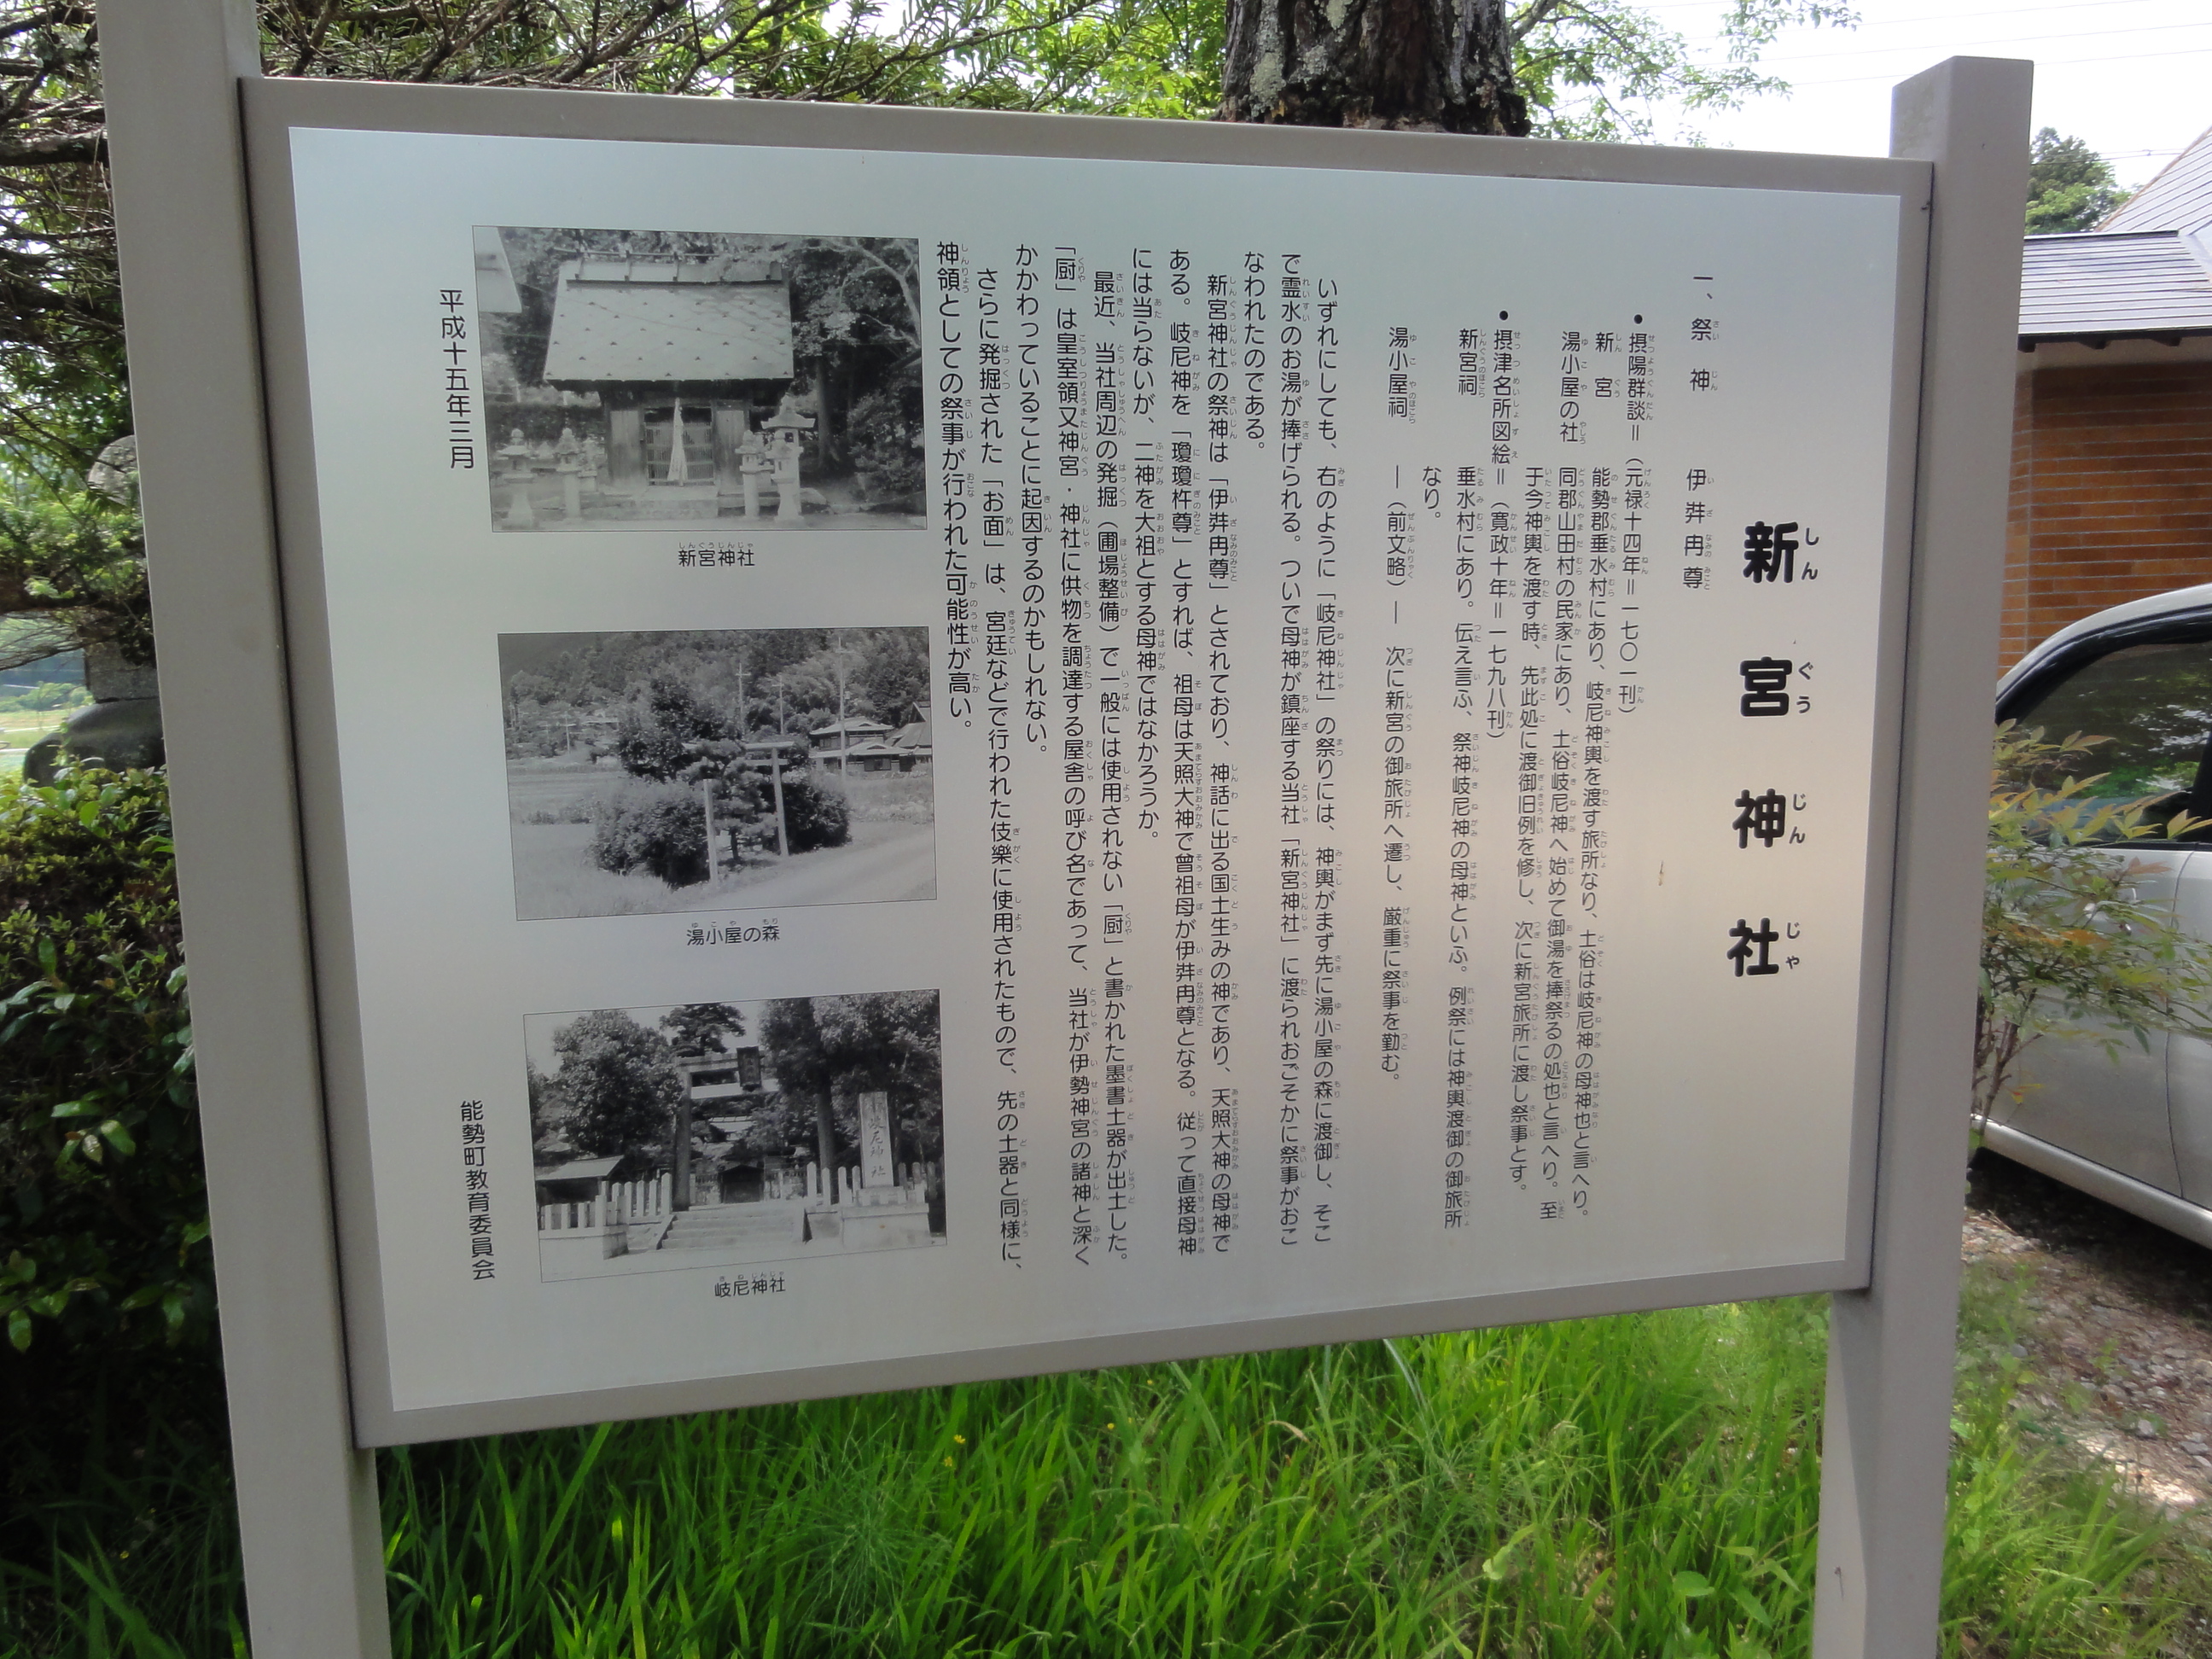 新宮神社
一、祭神　伊弉冉尊
•摂陽群談＝（元禄十四年＝一七〇一刊）
新宮　能勢郡垂水村にあり、岐尼神輿を渡す旅所なり、土俗は岐尼神の母神也と言へり。
湯小屋の社　同郡山田村の民家にあり、土俗岐尼神へ始めて御湯を捧祭るの処也と言へり。至
于今神輿を渡す時、先此処に渡御旧例を修し、次に新宮旅所に渡し祭事とす。
•摂津名所図絵＝（寛政十年＝一七九八刊）
新宮祠　垂水村にあり。伝え言ふ、祭神岐尼神の母神といふ。例祭には神輿渡御の御旅所
なり。
湯小屋祠　―（前文略）―　次に新宮の御旅所へ遷し、厳重に祭事を勤む。
いずれにしても、右のように「岐尼神社」の祭りには、神輿がまず先に湯小屋の森に渡御し、そこ
で霊水のお湯が捧げられる。ついで母神が鎮座する当社「新宮神社」に渡られおごそかに祭事がおこ
なわれたのである。
新宮神社の祭神は「伊弉冉尊」とされており、神話に出る国土生みの神であり、天照大神の母神で
ある。岐尼神を「瓊瓊杵尊」とすれば、祖母は天照大神で曾祖母が伊弉冉尊となる。従って直接母神
には当らないが、二神を大祖とする母神ではなかろうか。
最近、当社周辺の発掘（圃場整備）で一般には使用されない「厨」と書かれた墨書土器が出土した。
「厨」は皇室領又神宮・神社に供物を調達する屋舎の呼び名であって、当社が伊勢神宮の諸神と深く
かかわっていることに起因するのかもしれない。
さらに発掘された「お面」は、宮廷などで行われた伎樂に使用されたもので、先の土器と同様に、
神領としての祭事が行われた可能性が高い。
新宮神社
湯小屋の森
岐尼神社
平成十五年三月
能勢町教育委員会